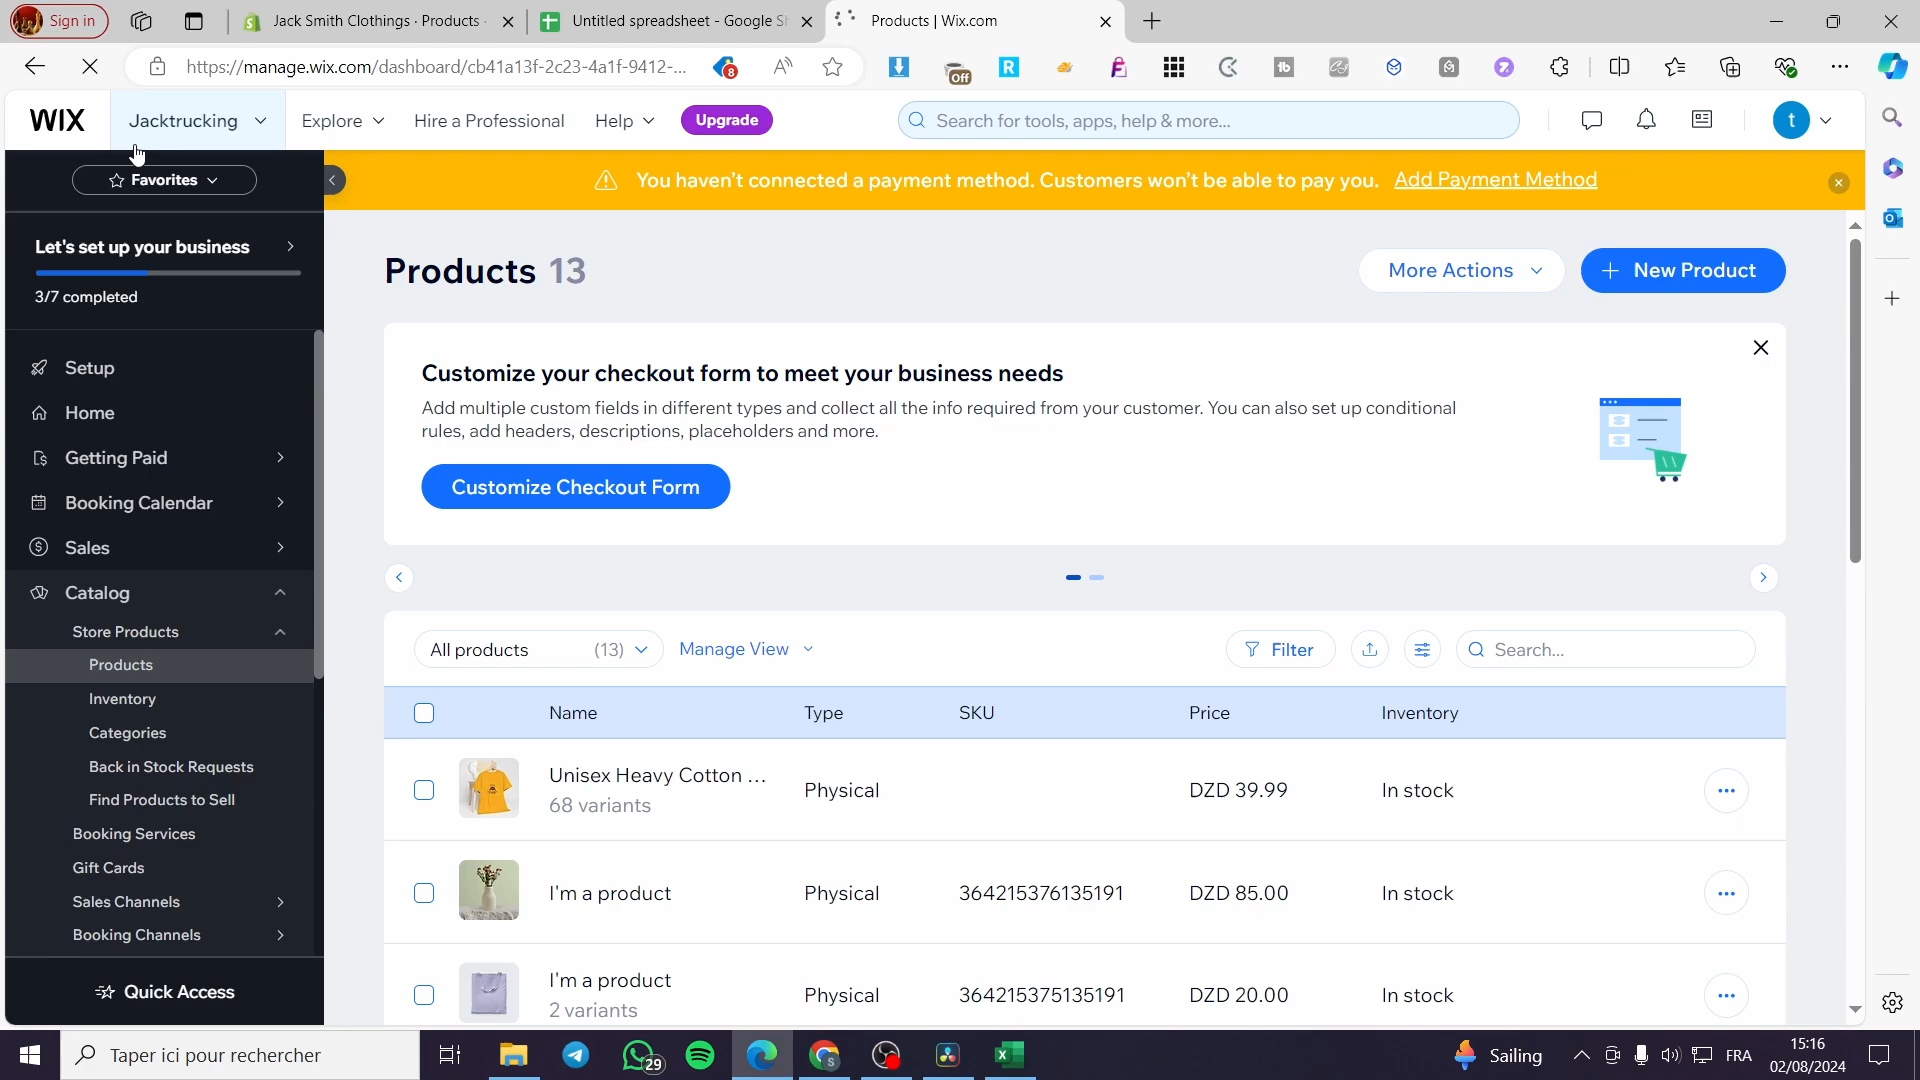 Sign in
Jack Smith Clothings · Products ·
Untitled spreadsheet - Google Sh
Products | Wix.com
https://manage.wix.com/dashboard/cb41a13f-2c23-4a1f-9412-...
8
Off
WIX
Jacktrucking
Explore
Hire a Professional
Help
Upgrade
Search for tools, apps, help & more...
t
Favorites
You haven't connected a payment method. Customers won't be able to pay you. Add Payment Method
Let's set up your business
3/7 completed
Products 13
More Actions
+ New Product
Setup
Home
Getting Paid
Booking Calendar
Sales
Catalog
Store Products
Products
Inventory
Categories
Back in Stock Requests
Find Products to Sell
Booking Services
Gift Cards
Sales Channels
Booking Channels
Quick Access
Customize your checkout form to meet your business needs
Add multiple custom fields in different types and collect all the info required from your customer. You can also set up conditional
rules, add headers, descriptions, placeholders and more.
Customize Checkout Form
All products (13)
Manage View
Filter
Search...
Name Type SKU Price Inventory
Unisex Heavy Cotton ...
68 variants
Physical DZD 39.99 In stock
I'm a product Physical 364215376135191 DZD 85.00 In stock
I'm a product
2 variants
Physical 364215375135191 DZD 20.00 In stock
Taper ici pour rechercher
29
Sailing
FRA
15:16
02/08/2024